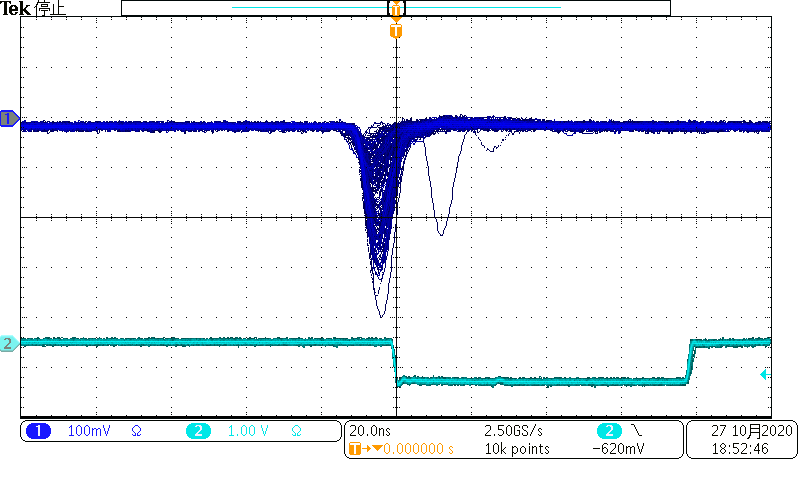 Tek 停止
T
T
1
2
1 100mV Ω 2 1.00 V Ω
20.0ns 2.50GS/s 2
T→▼0.000000 s 10k points −620mV
27 10月2020
18:52:46